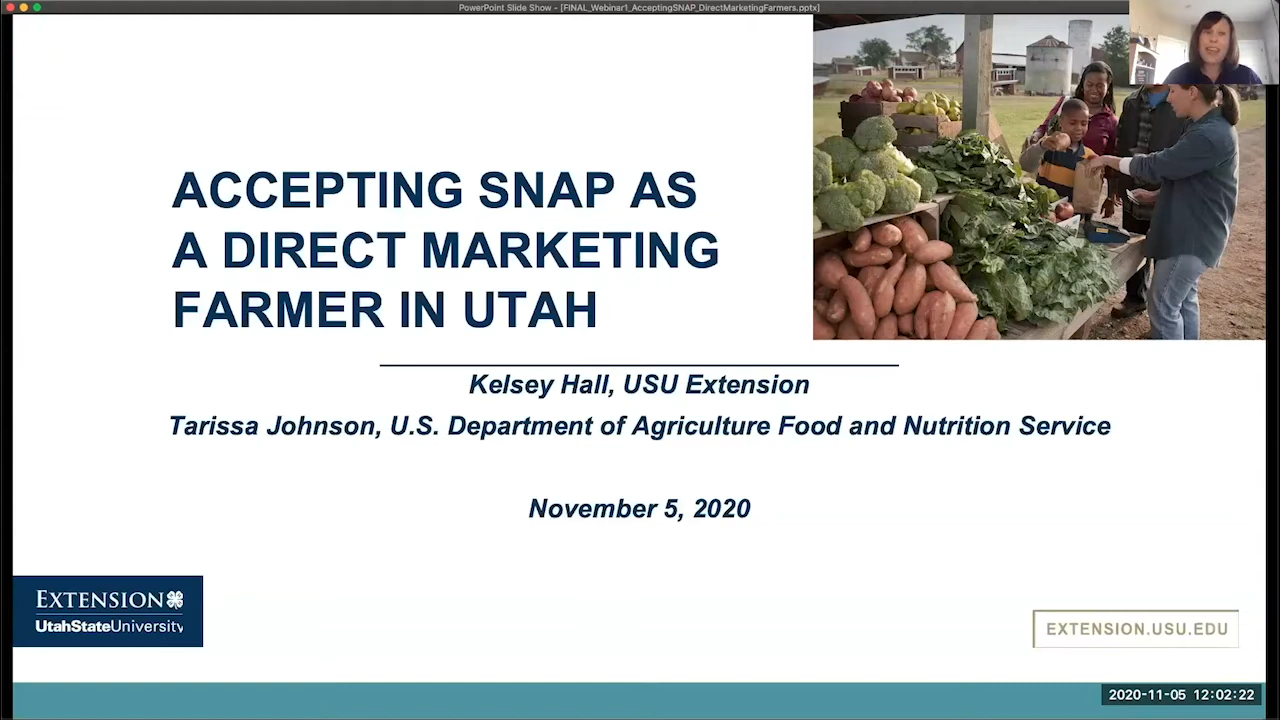 PowerPoint Slide Show - [FINAL_Webinar1_AcceptingSNAP_DirectMarketingFarmers.pptx]
ACCEPTING SNAP AS
A DIRECT MARKETING
FARMER IN UTAH
Kelsey Hall, USU Extension
Tarissa Johnson, U.S. Department of Agriculture Food and Nutrition Service
November 5, 2020
EXTENSION
UtahStateUniversity
EXTENSION.USU.EDU
2020-11-05 12:02:22